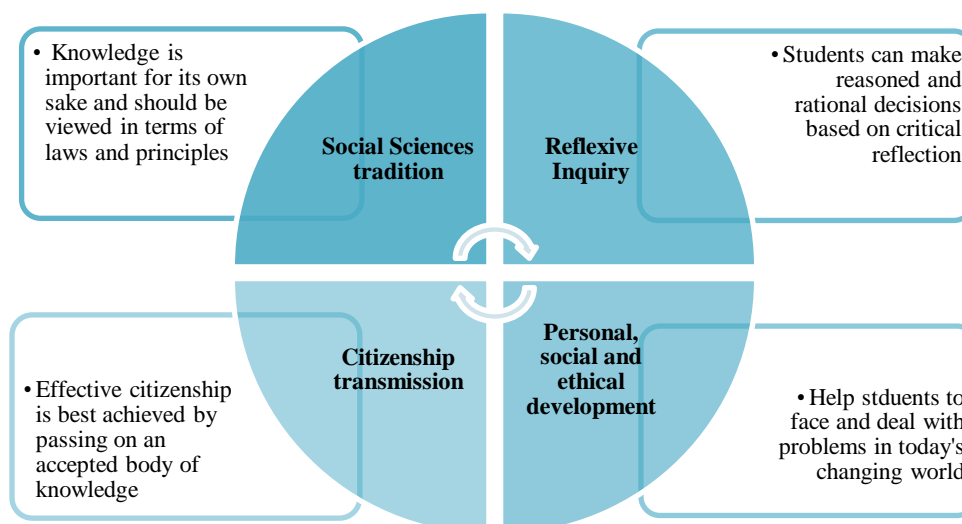 • Knowledge is
important for its own
sake and should be
viewed in terms of
laws and principles
Social Sciences
tradition
Reflexive
Inquiry
• Students can make
reasoned and
rational decisions
based on critical
reflection
• Effective citizenship
is best achieved by
passing on an
accepted body of
knowledge
Citizenship
transmission
Personal,
social and
ethical
development
• Help stduents to
face and deal with
problems in today's
changing world